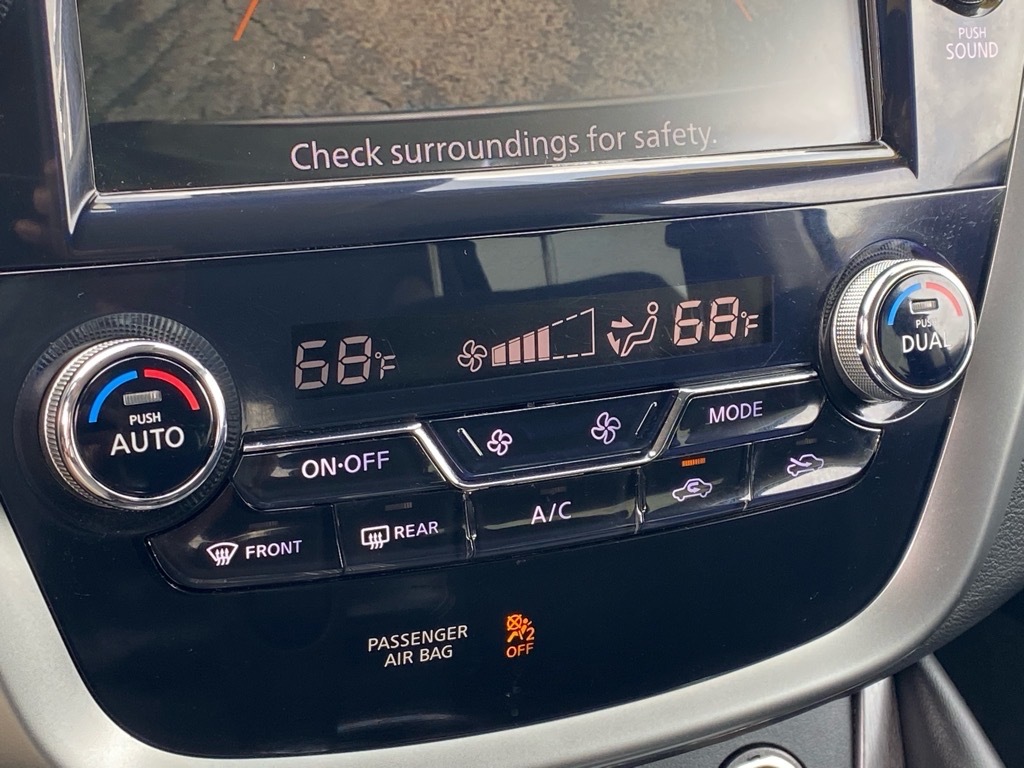 PUSH
SOUND
Check surroundings for safety.
68°F
68°F
PUSH
AUTO
PUSH
DUAL
ON•OFF
MODE
FRONT
REAR
A/C
PASSENGER
AIR BAG
2
OFF